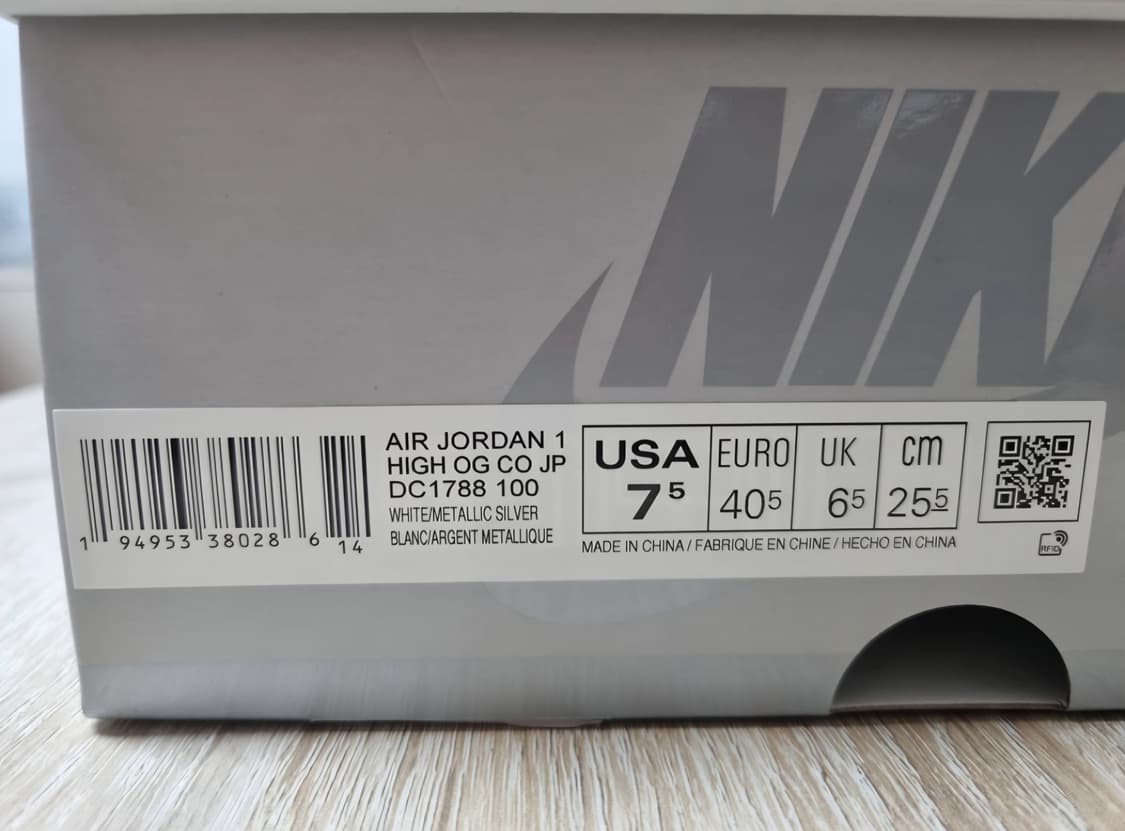 NIK
AIR JORDAN 1
HIGH OG CO JP
DC1788 100
WHITE/METALLIC SILVER
BLANC/ARGENT METALLIQUE
1 94953 38028 6 14
USA EURO UK cm
7⁵ 40⁵ 6⁵ 25⁵
MADE IN CHINA / FABRIQUE EN CHINE / HECHO EN CHINA
RFID